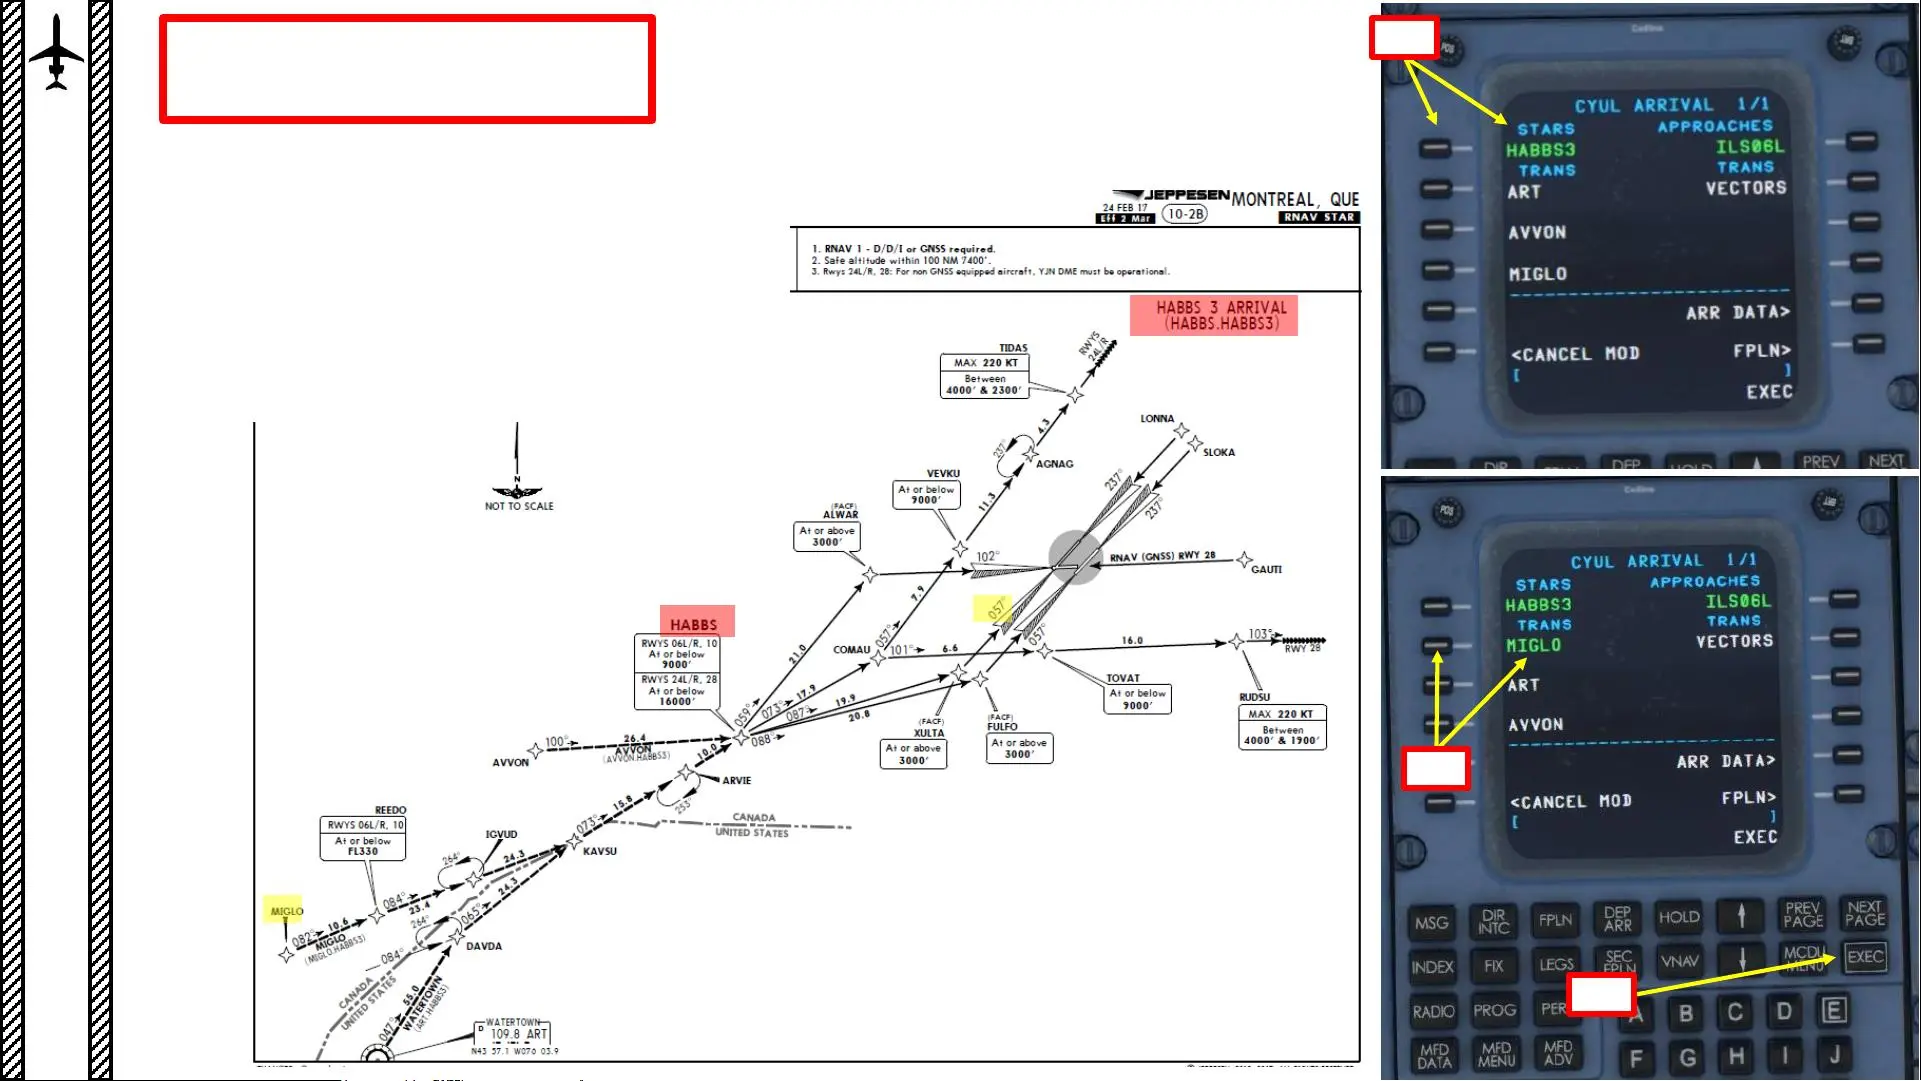 JEPPESEN
MONTREAL, QUE
24 FEB 17
Eff 2 Mar
10-2B
RNAV STAR
1. RNAV 1 - D/D/I or GNSS required.
2. Safe altitude within 100 NM 7400'.
3. Rwys 24L/R, 28: For non GNSS equipped aircraft, YJN DME must be operational.
HABBS 3 ARRIVAL
(HABBS.HABBS3)
RWYS
24L/R
TIDAS
MAX 220 KT
Between
4000' & 2300'
4.3
LONNA
SLOKA
237°
AGNAG
237°
237°
VEVKU
At or below
9000'
11.3
N
NOT TO SCALE
(FACF)
ALWAR
At or above
3000'
102°
RNAV (GNSS) RWY 28
GAUTI
7.9
057°
HABBS
RWYS 06L/R, 10
At or below
9000'
RWYS 24L/R, 28
At or below
16000'
21.0
057°
057°
COMAU
101°
6.6
16.0
103°
RWY 28
TOVAT
At or below
9000'
RUDSU
MAX 220 KT
Between
4000' & 1900'
059°
073°
17.9
087°
19.9
20.8
088°
(FACF)
XULTA
At or above
3000'
(FACF)
FULFO
At or above
3000'
AVVON
100°
26.4
AVVON
(AVVON.HABBS3)
10.0
ARVIE
253°
15.8
073°
CANADA
UNITED STATES
REEDO
RWYS 06L/R, 10
At or below
FL330
IGVUD
264°
24.3
KAVSU
24.3
084°
23.4
065°
264°
MIGLO
082°
10.6
MIGLO
(MIGLO.HABBS3)
084°
DAVDA
CANADA
UNITED STATES
55.0
WATERTOWN
(ART.HABBS3)
047°
WATERTOWN
D 109.8 ART
N43 57.1 W076 03.9
CYUL ARRIVAL 1/1
STARS APPROACHES
HABBS3 ILS06L
TRANS TRANS
ART VECTORS
AVVON
MIGLO
ARR DATA>
<CANCEL MOD FPLN>
[ ]
EXEC
DIR
DEP
HOLD
PREV
NEXT
POS
BRT
CYUL ARRIVAL 1/1
STARS APPROACHES
HABBS3 ILS06L
TRANS TRANS
MIGLO VECTORS
ART
AVVON
ARR DATA>
<CANCEL MOD FPLN>
[ ]
EXEC
MSG
DIR INTC
FPLN
DEP ARR
HOLD
PREV PAGE
NEXT PAGE
INDEX
FIX
LEGS
SEC FPLN
VNAV
MCDU MENU
EXEC
RADIO
PROG
A
B
C
D
E
MFD DATA
MFD MENU
MFD ADV
F
G
H
I
J